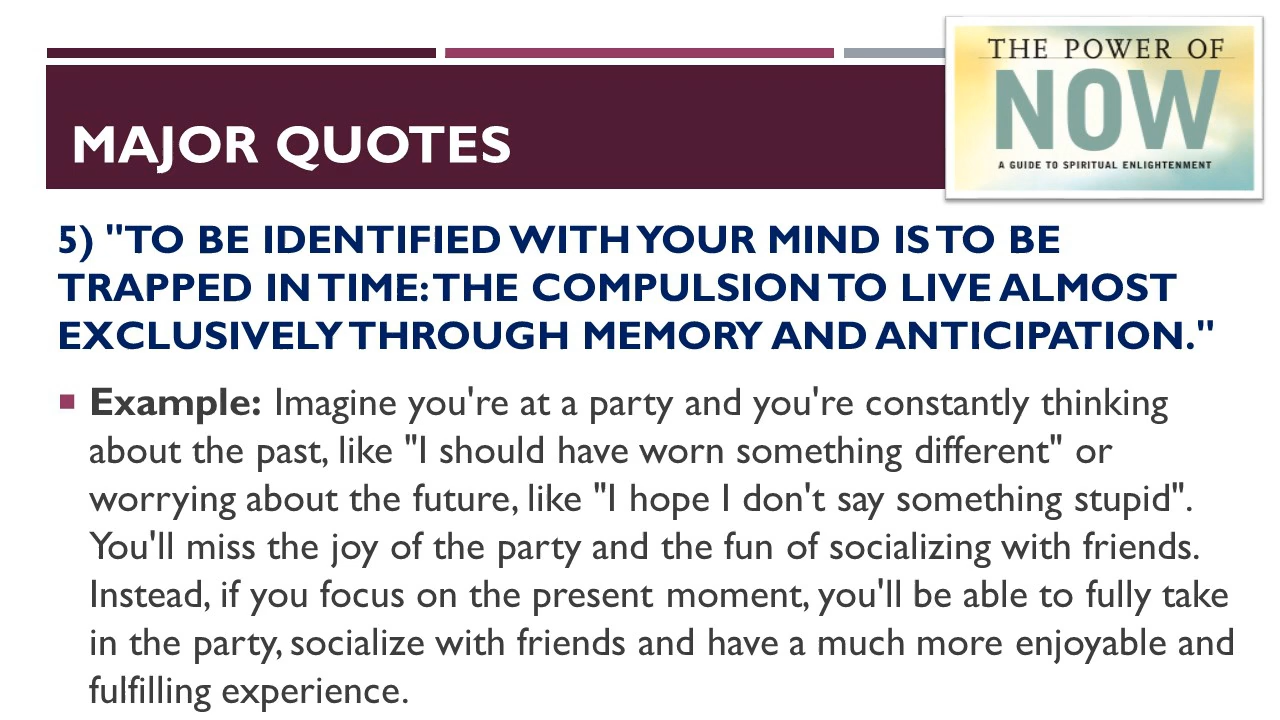 THE POWER OF
NOW
A GUIDE TO SPIRITUAL ENLIGHTENMENT
MAJOR QUOTES
5) "TO BE IDENTIFIED WITH YOUR MIND IS TO BE
TRAPPED IN TIME: THE COMPULSION TO LIVE ALMOST
EXCLUSIVELY THROUGH MEMORY AND ANTICIPATION."
Example: Imagine you're at a party and you're constantly thinking
about the past, like "I should have worn something different" or
worrying about the future, like "I hope I don't say something stupid".
You'll miss the joy of the party and the fun of socializing with friends.
Instead, if you focus on the present moment, you'll be able to fully take
in the party, socialize with friends and have a much more enjoyable and
fulfilling experience.